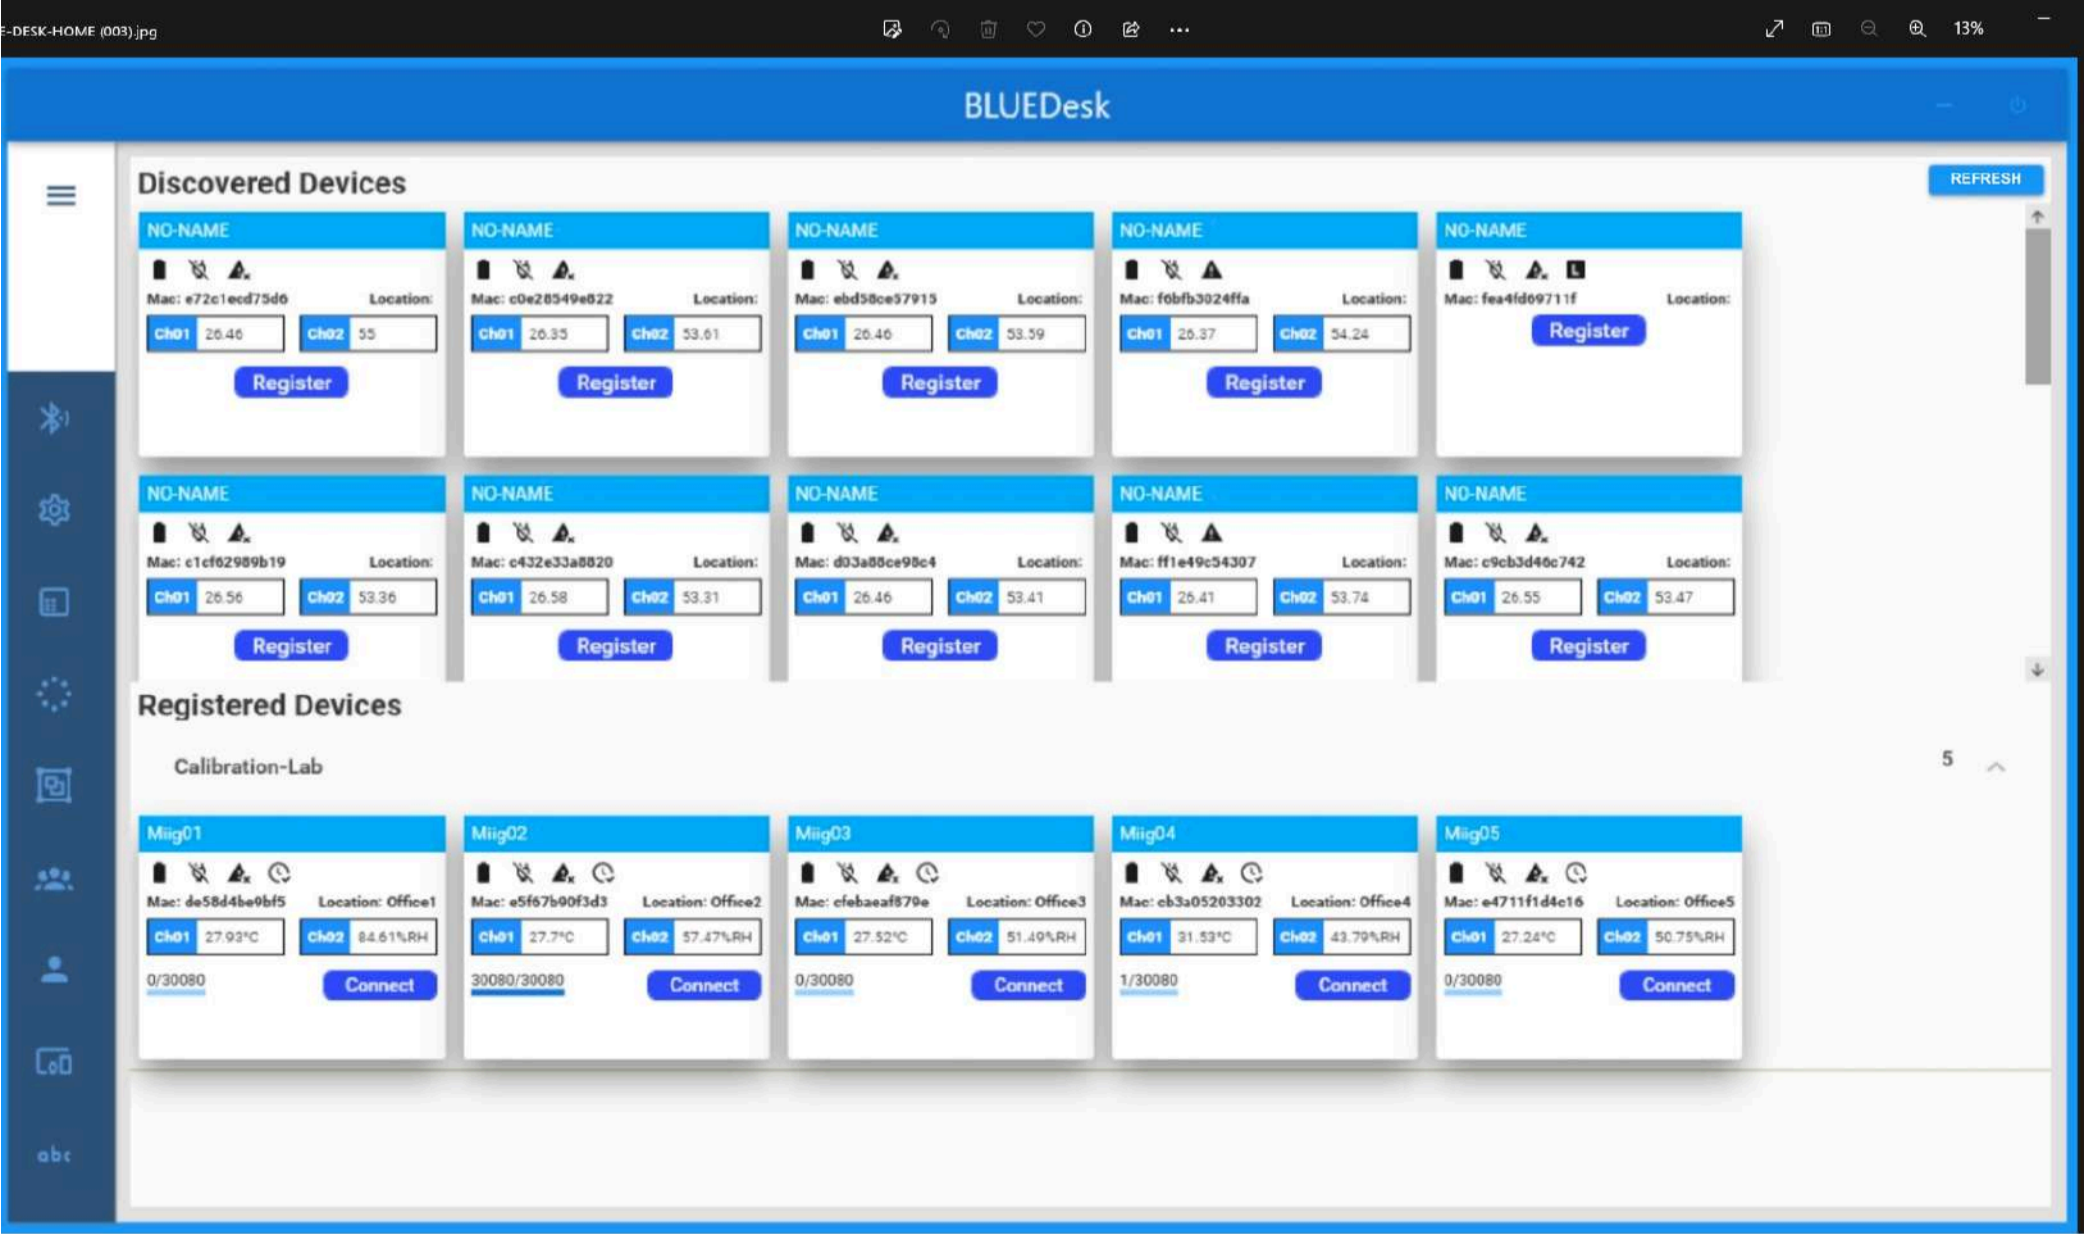 E-DESK-HOME (003).jpg
13%
BLUEDesk
Discovered Devices
REFRESH
NO-NAME NO-NAME NO-NAME NO-NAME NO-NAME
L
Mac: e72c1ecd75d6 Location: Mac: c0e28549e822 Location: Mac: ebd58ce57915 Location: Mac: f6bfb3024ffa Location: Mac: fea4fd69711f Location:
Ch01 26.46 Ch02 55 Ch01 26.35 Ch02 53.61 Ch01 26.46 Ch02 53.59 Ch01 26.37 Ch02 54.24 Register
Register Register Register Register
NO-NAME NO-NAME NO-NAME NO-NAME NO-NAME
Mac: c1cf62989b19 Location: Mac: c432e33a8820 Location: Mac: d03a88ce98c4 Location: Mac: ff1e49c54307 Location: Mac: c9cb3d46c742 Location:
Ch01 26.56 Ch02 53.36 Ch01 26.58 Ch02 53.31 Ch01 26.46 Ch02 53.41 Ch01 26.41 Ch02 53.74 Ch01 26.55 Ch02 53.47
Register Register Register Register Register
Registered Devices
Calibration-Lab 5
Miig01 Miig02 Miig03 Miig04 Miig05
Mac: de58d4be9bf5 Location: Office1 Mac: e5f67b90f3d3 Location: Office2 Mac: cfebaeaf879e Location: Office3 Mac: cb3a05203302 Location: Office4 Mac: e4711f1d4c16 Location: Office5
Ch01 27.93°C Ch02 84.61%RH Ch01 27.7°C Ch02 57.47%RH Ch01 27.52°C Ch02 51.49%RH Ch01 31.53°C Ch02 43.79%RH Ch01 27.24°C Ch02 50.75%RH
0/30080 Connect 30080/30080 Connect 0/30080 Connect 1/30080 Connect 0/30080 Connect
abc